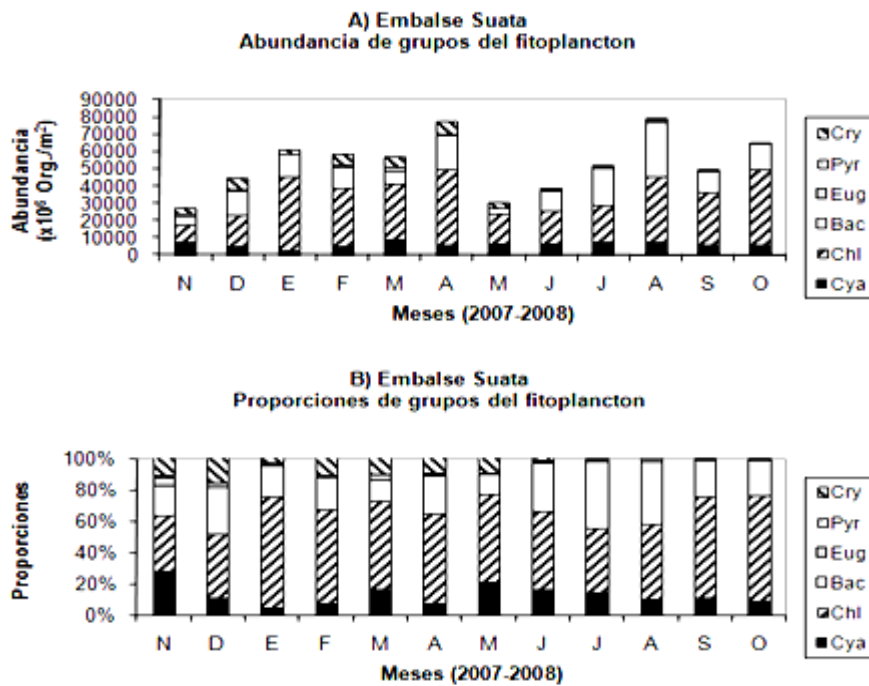 A) Embalse Suata
Abundancia de grupos del fitoplancton
Abundancia
(x10⁶ Org./m²)
90000
80000
70000
60000
50000
40000
30000
20000
10000
0
N D E F M A M J J A S O
Meses (2007-2008)
Cry
Pyr
Eug
Bac
Chl
Cya
B) Embalse Suata
Proporciones de grupos del fitoplancton
Proporciones
100%
80%
60%
40%
20%
0%
N D E F M A M J J A S O
Meses (2007-2008)
Cry
Pyr
Eug
Bac
Chl
Cya